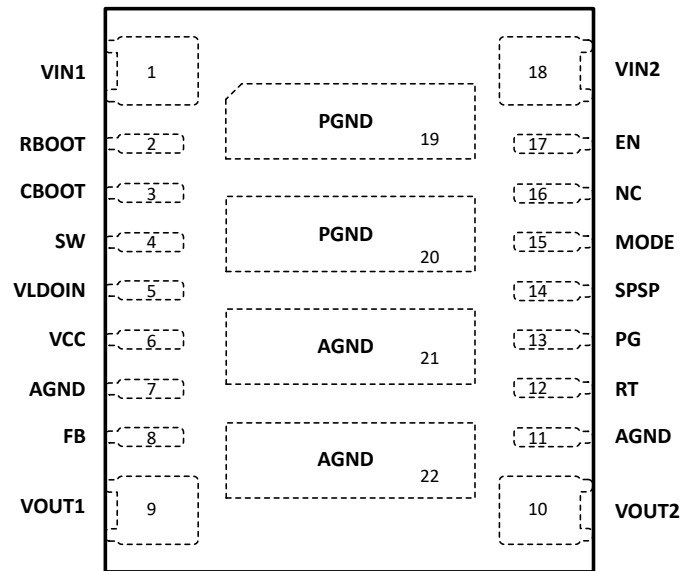 VIN1 1 18 VIN2
PGND
19
RBOOT 2 17 EN
CBOOT 3 16 NC
PGND
20
SW 4 15 MODE
VLDOIN 5 14 SPSP
VCC 6 13 PG
AGND
21
AGND 7 12 RT
FB 8 11 AGND
AGND
22
VOUT1 9 10 VOUT2